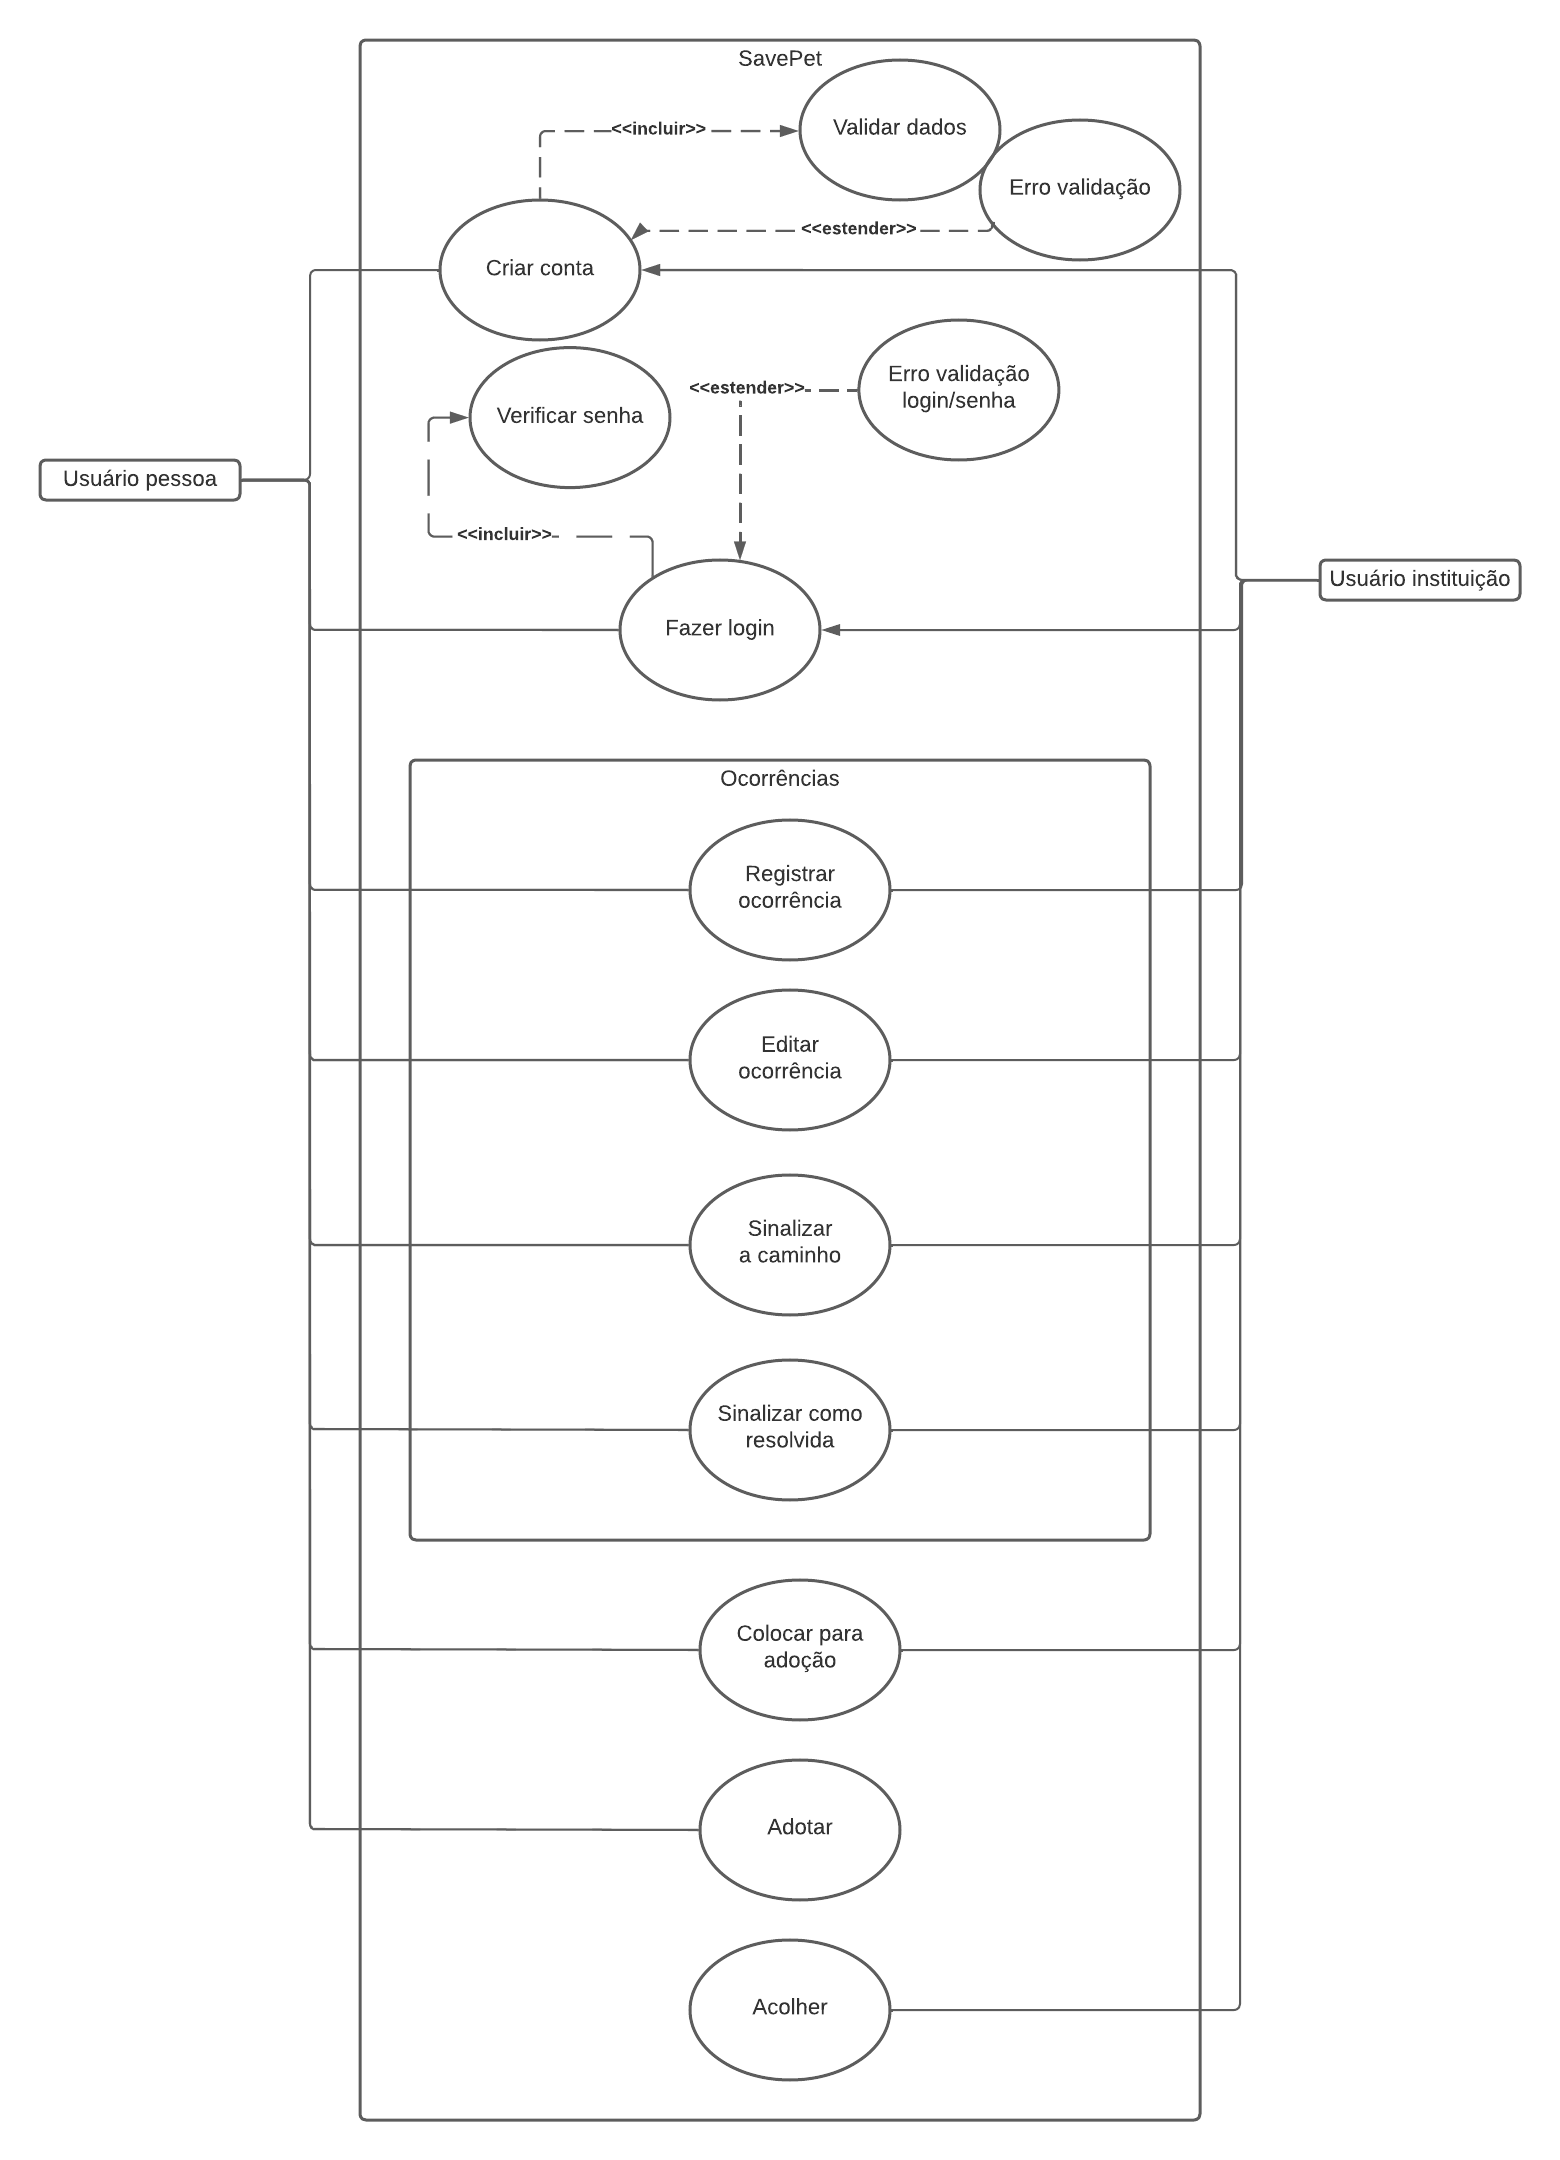 SavePet
<<incluir>>
Validar dados
Erro validação
<<estender>>
Criar conta
Erro validação
login/senha
<<estender>>
Verificar senha
Usuário pessoa
<<incluir>>
Usuário instituição
Fazer login
Ocorrências
Registrar
ocorrência
Editar
ocorrência
Sinalizar
a caminho
Sinalizar como
resolvida
Colocar para
adoção
Adotar
Acolher